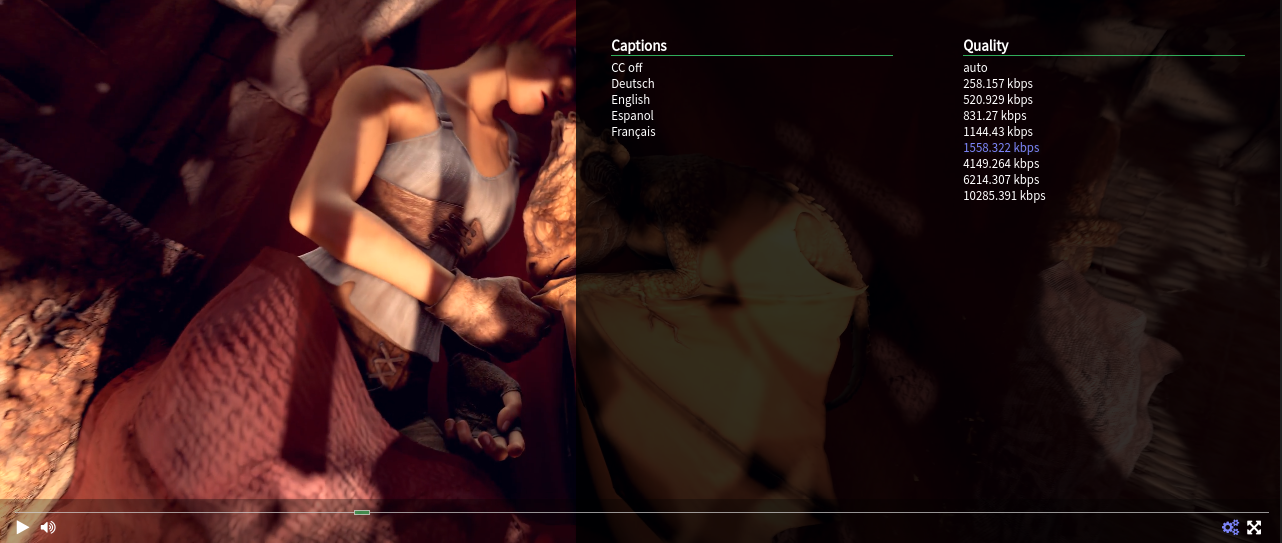 Captions
CC off
Deutsch
English
Espanol
Français
Quality
auto
258.157 kbps
520.929 kbps
831.27 kbps
1144.43 kbps
1558.322 kbps
4149.264 kbps
6214.307 kbps
10285.391 kbps